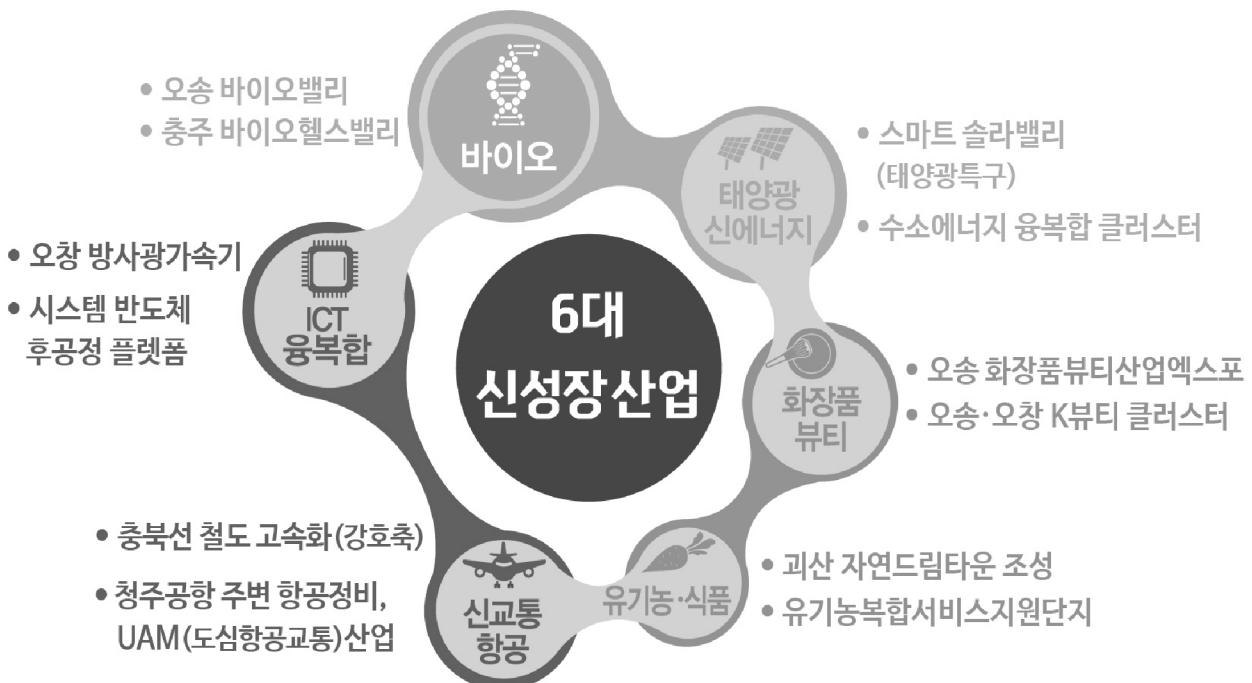 • 오송 바이오밸리
• 충주 바이오헬스밸리
바이오
태양광
신에너지
• 스마트 솔라밸리
(태양광특구)
• 수소에너지 융복합 클러스터
• 오창 방사광가속기
• 시스템 반도체
후공정 플렛폼
ICT
융복합
6대
신성장산업
화장품
뷰티
• 오송 화장품뷰티산업엑스포
• 오송·오창 K뷰티 클러스터
• 충북선 철도 고속화(강호축)
• 청주공항 주변 항공정비,
UAM(도심항공교통)산업
신교통
항공
유기농·식품
• 괴산 자연드림타운 조성
• 유기농복합서비스지원단지